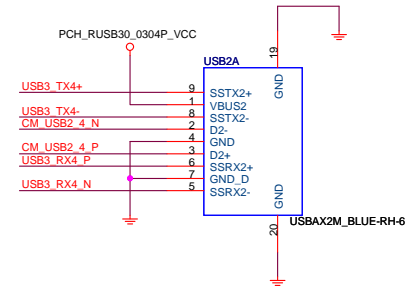 PCH_RUSB30_0304P_VCC
USB2A
19
GND
USB3_TX4+ 9 SSTX2+
1 VBUS2
USB3_TX4- 8 SSTX2-
CM_USB2_4_N 2 D2-
4 GND
CM_USB2_4_P 3 D2+
USB3_RX4_P 6 SSRX2+
7 GND_D
USB3_RX4_N 5 SSRX2-
GND
20
USBAX2M_BLUE-RH-6